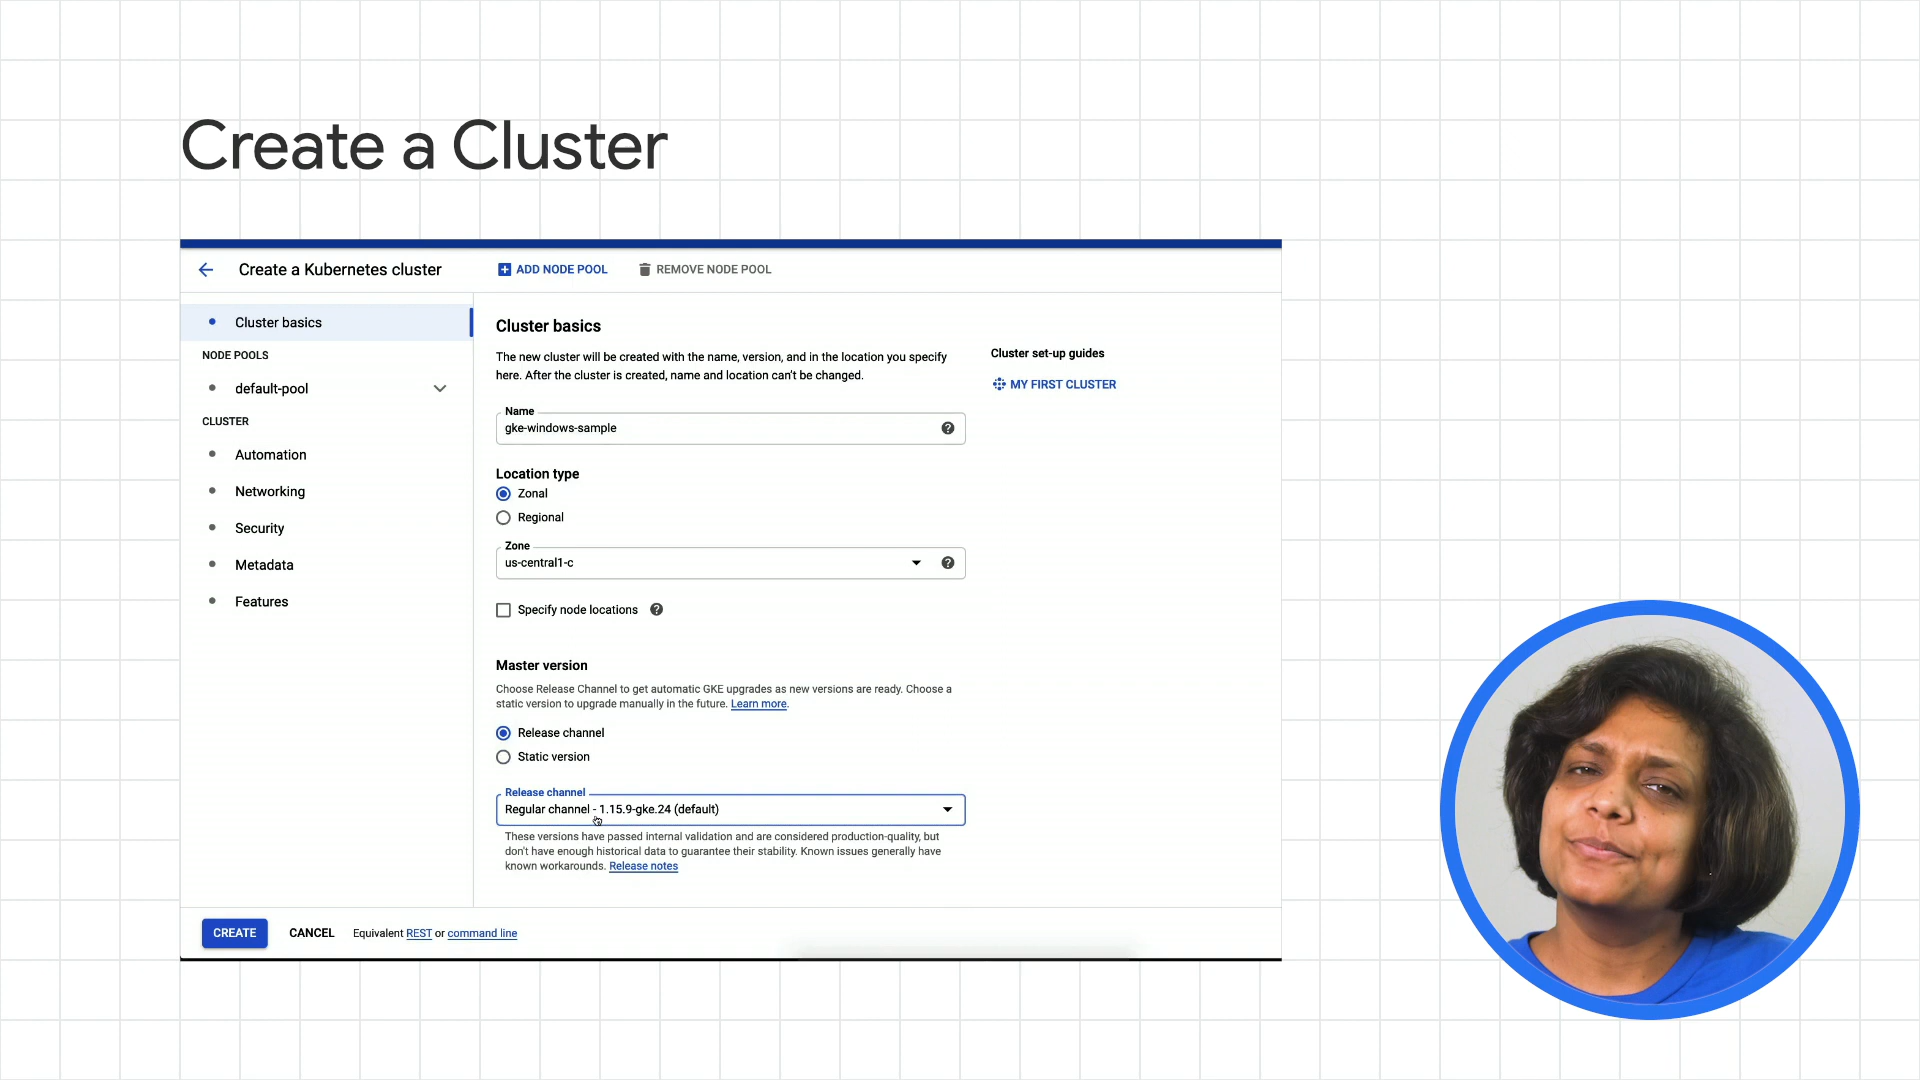 Create a Cluster
Create a Kubernetes cluster
ADD NODE POOL
REMOVE NODE POOL
Cluster basics
NODE POOLS
default-pool
CLUSTER
Automation
Networking
Security
Metadata
Features
Cluster basics
The new cluster will be created with the name, version, and in the location you specify
here. After the cluster is created, name and location can't be changed.
Name
gke-windows-sample
Location type
Zonal
Regional
Zone
us-central1-c
Specify node locations
Master version
Choose Release Channel to get automatic GKE upgrades as new versions are ready. Choose a
static version to upgrade manually in the future. Learn more.
Release channel
Static version
Release channel
Regular channel - 1.15.9-gke.24 (default)
These versions have passed internal validation and are considered production-quality, but
don't have enough historical data to guarantee their stability. Known issues generally have
known workarounds. Release notes
Cluster set-up guides
MY FIRST CLUSTER
CREATE
CANCEL
Equivalent REST or command line